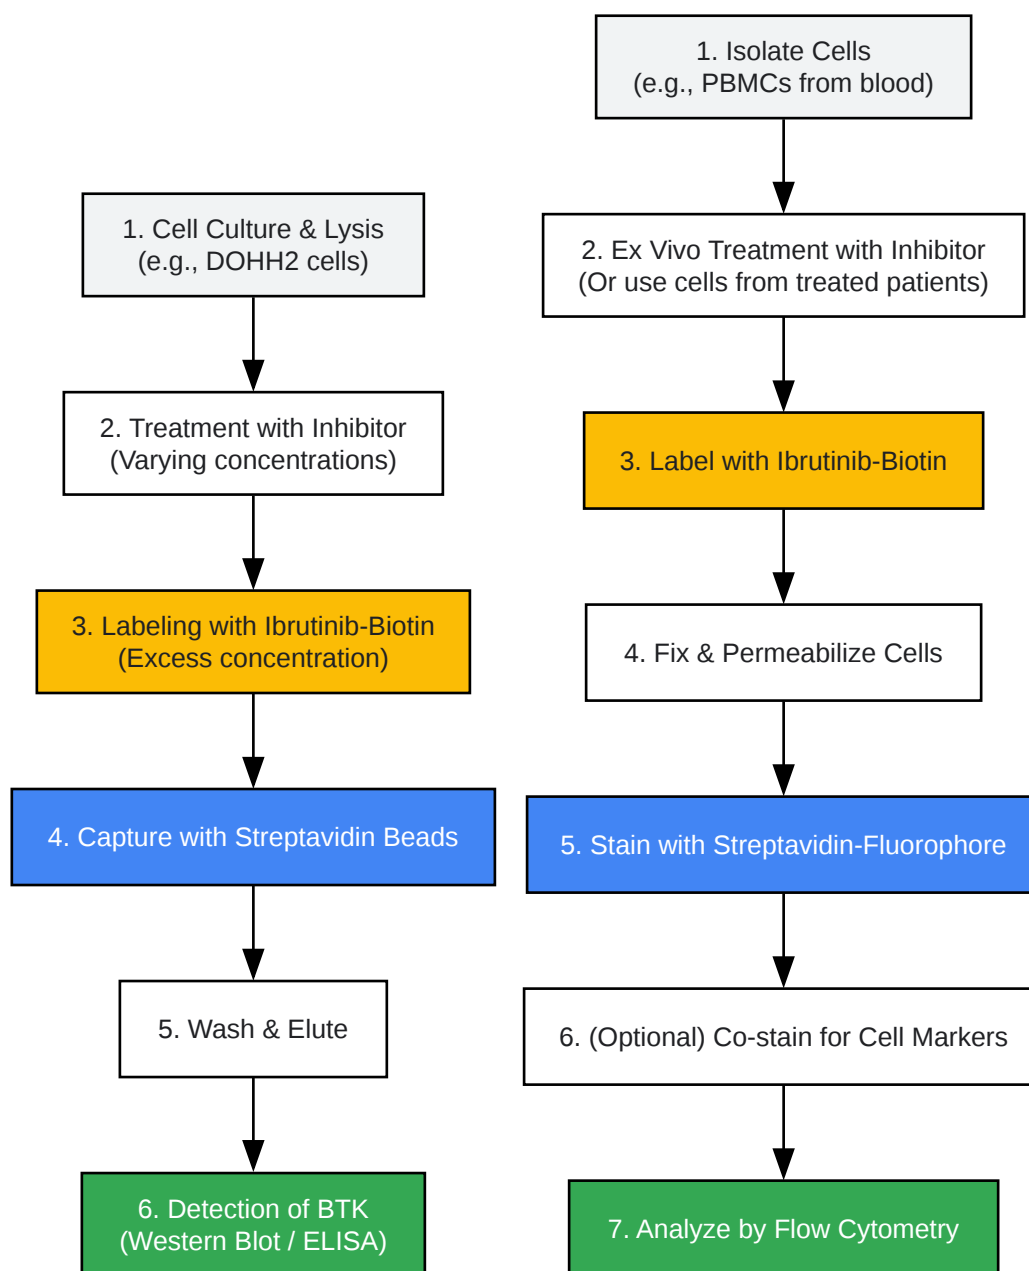 1. Cell Culture & Lysis
(e.g., DOHH2 cells)
2. Treatment with Inhibitor
(Varying concentrations)
3. Labeling with Ibrutinib-Biotin
(Excess concentration)
4. Capture with Streptavidin Beads
5. Wash & Elute
6. Detection of BTK
(Western Blot / ELISA)
1. Isolate Cells
(e.g., PBMCs from blood)
2. Ex Vivo Treatment with Inhibitor
(Or use cells from treated patients)
3. Label with Ibrutinib-Biotin
4. Fix & Permeabilize Cells
5. Stain with Streptavidin-Fluorophore
6. (Optional) Co-stain for Cell Markers
7. Analyze by Flow Cytometry